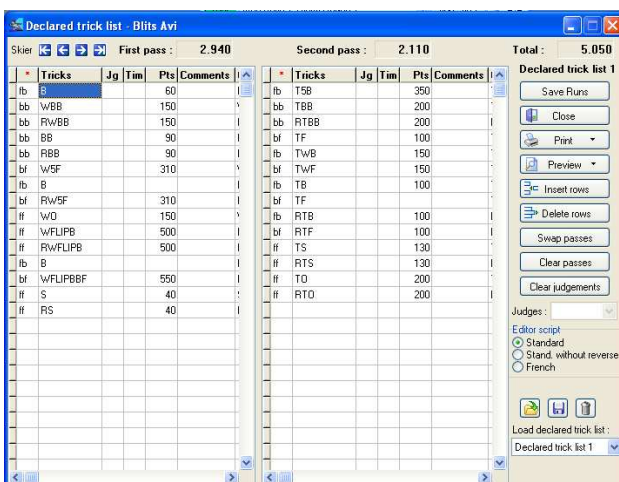 Declared trick list - Blits Avi
Skier First pass : 2.940 Second pass : 2.110 Total : 5.050
Declared trick list 1
* Tricks Jg Tim Pts Comments
fb B 60
bb WBB 150
bb RWBB 150
bb BB 90
bb RBB 90
bf W5F 310
fb B
bf RW5F 310
ff WO 150
fb WFLIPB 500
fb RWFLIPB 500
fb B
bf WFLIPBBF 550
ff S 40
ff RS 40
* Tricks Jg Tim Pts Comments
fb T5B 350
bb TBB 200
bb RTBB 200
bf TF 100
fb TWB 150
bf TWF 150
fb TB 100
bf TF
fb RTB 100
bf RTF 100
ff TS 130
ff RTS 130
ff TO 200
ff RTO 200
Save Runs
Close
Print
Preview
Insert rows
Delete rows
Swap passes
Clear passes
Clear judgements
Judges :
Editor script
Standard
Stand. without reverse
French
Load declared trick list :
Declared trick list 1